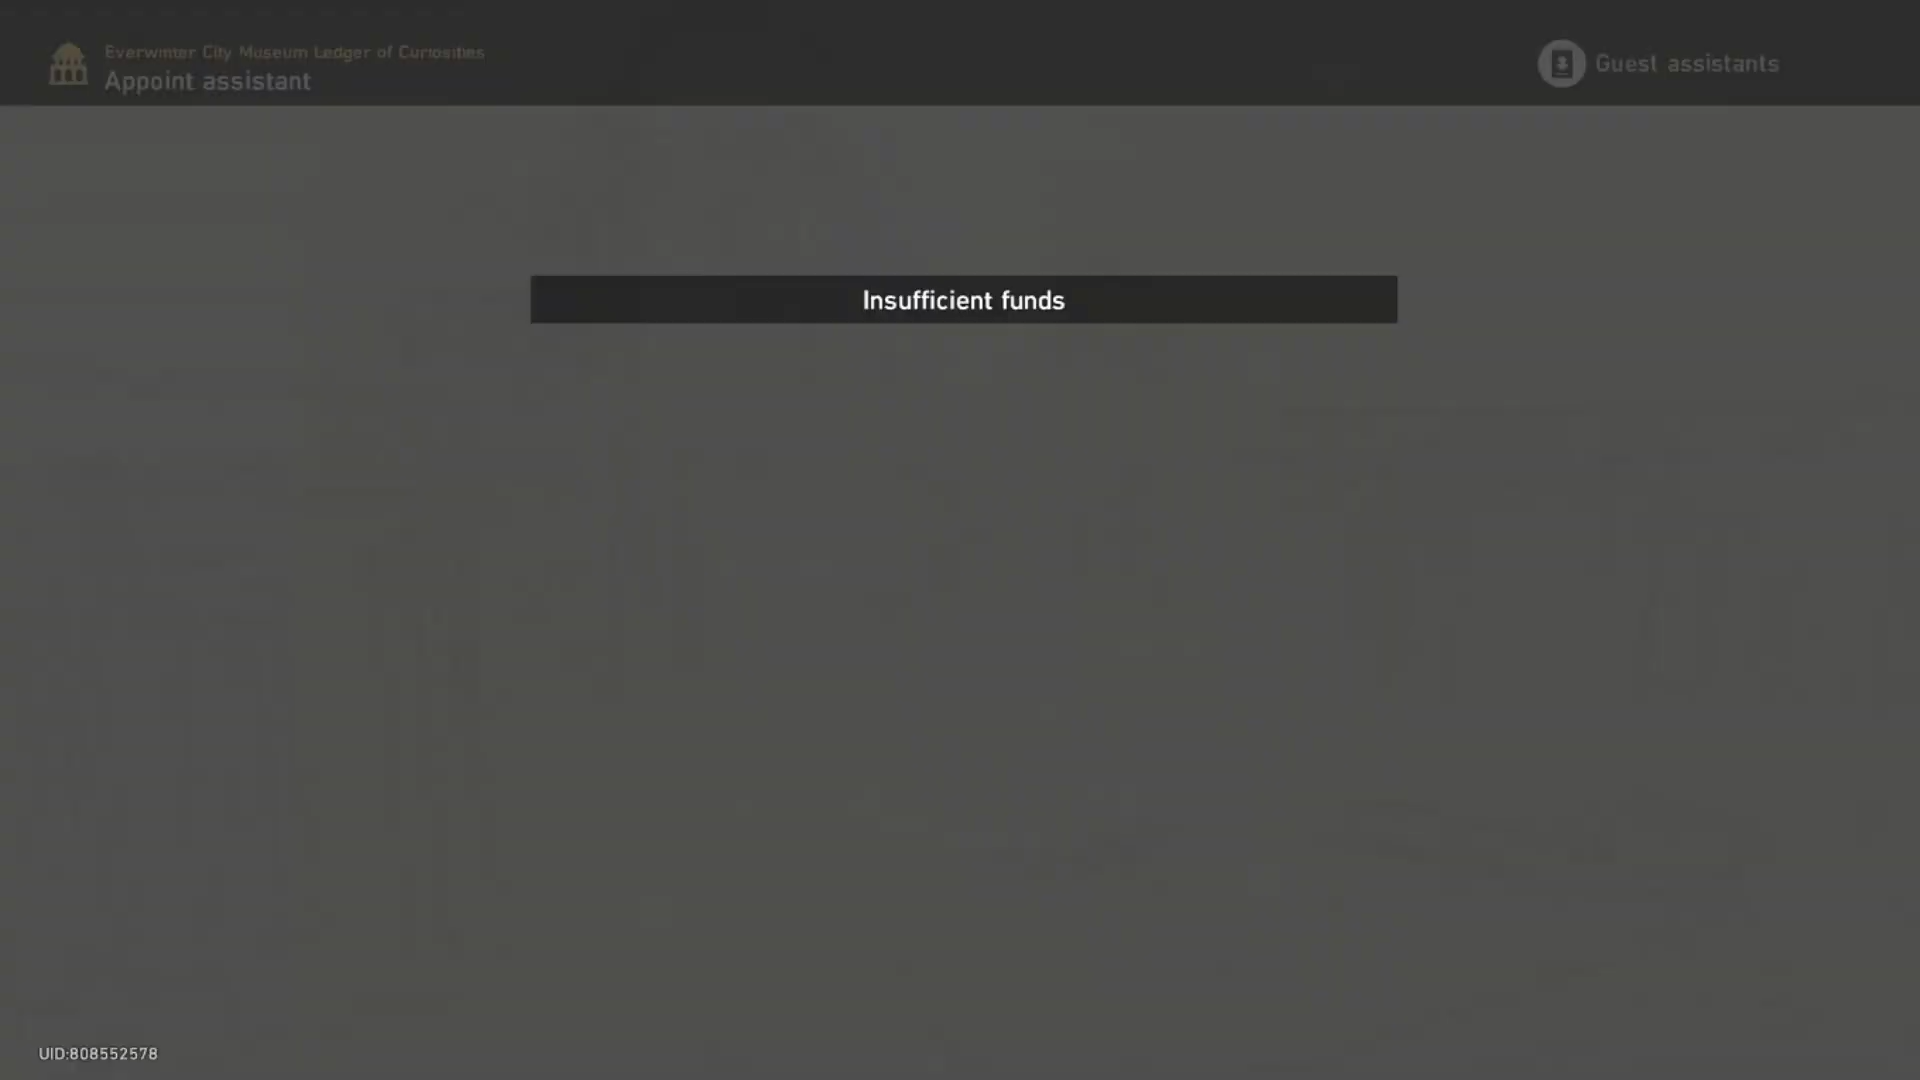 Everwinter City Museum Ledger of Curiosities
Appoint assistant
Guest assistants
Insufficient funds
UID:808552578